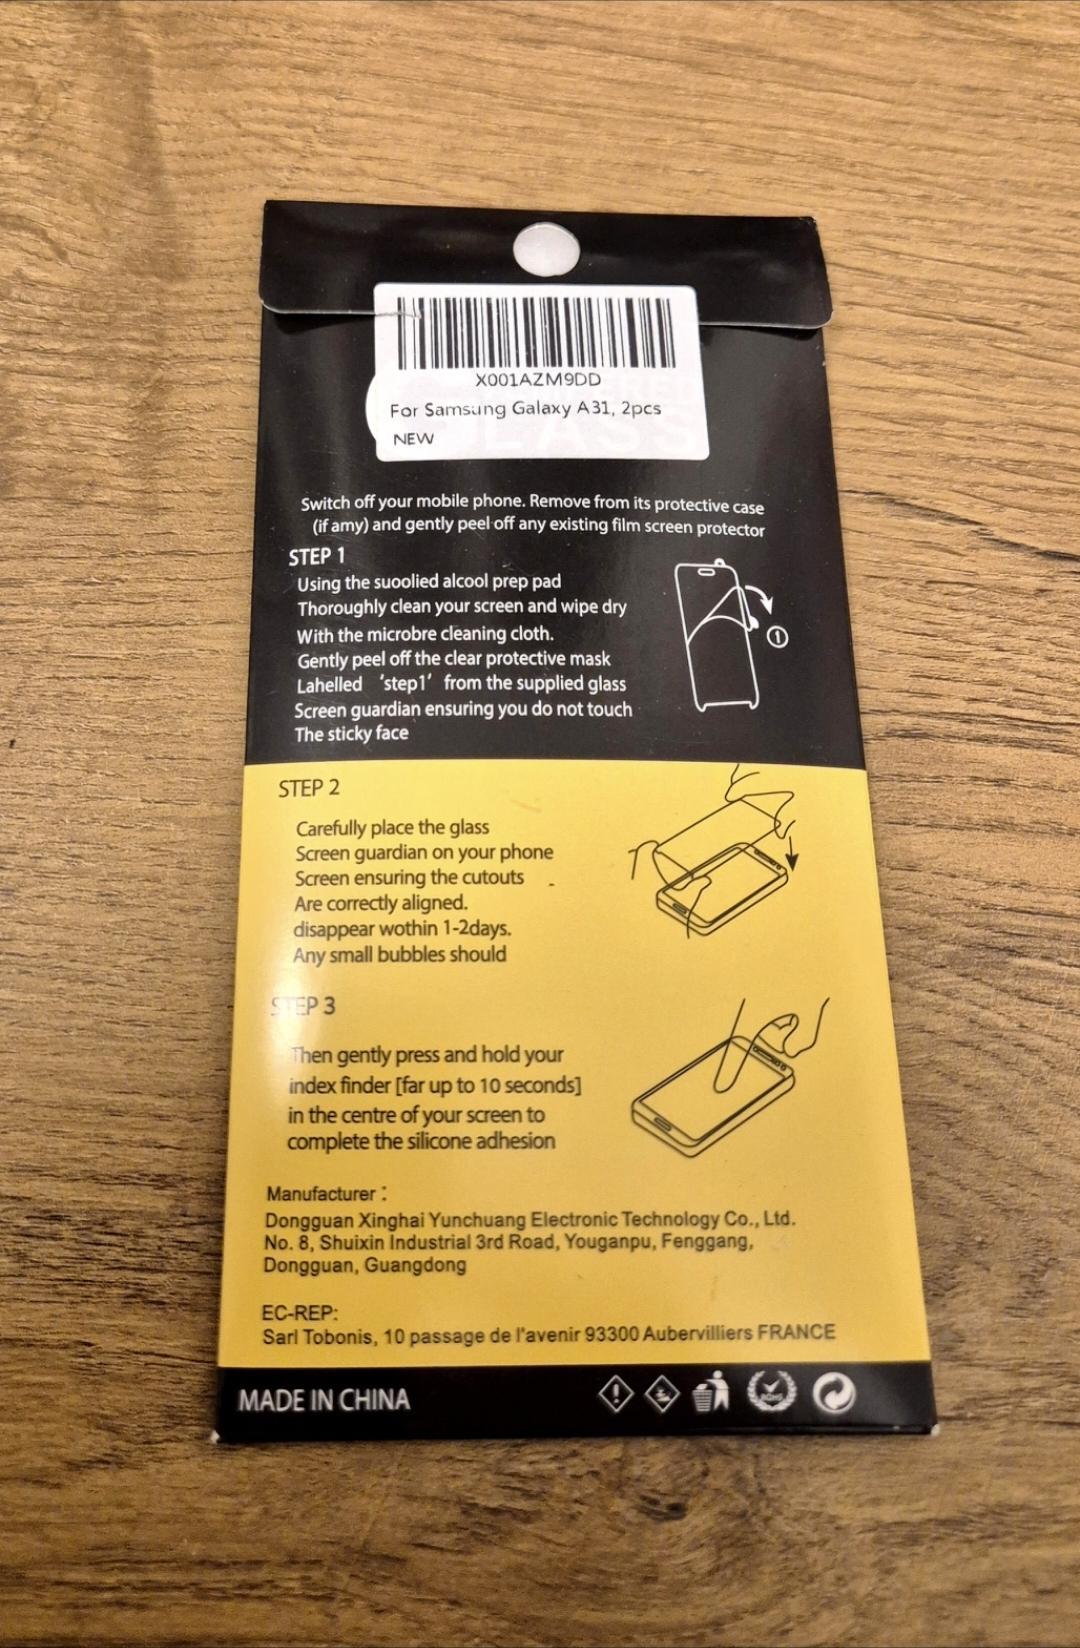 X001AZM9DD
For Samsung Galaxy A31, 2pcs
NEW
Switch off your mobile phone. Remove from its protective case
(if amy) and gently peel off any existing film screen protector
STEP 1
Using the suoolied alcool prep pad
Thoroughly clean your screen and wipe dry
With the microbre cleaning cloth.
Gently peel off the clear protective mask
Lahelled 'step1' from the supplied glass
Screen guardian ensuring you do not touch
The sticky face
1
STEP 2
Carefully place the glass
Screen guardian on your phone
Screen ensuring the cutouts
Are correctly aligned.
disappear wothin 1-2days.
Any small bubbles should
STEP 3
Then gently press and hold your
index finder [far up to 10 seconds]
in the centre of your screen to
complete the silicone adhesion
Manufacturer :
Dongguan Xinghai Yunchuang Electronic Technology Co., Ltd.
No. 8, Shuixin Industrial 3rd Road, Youganpu, Fenggang,
Dongguan, Guangdong
EC-REP:
Sarl Tobonis, 10 passage de l'avenir 93300 Aubervilliers FRANCE
MADE IN CHINA